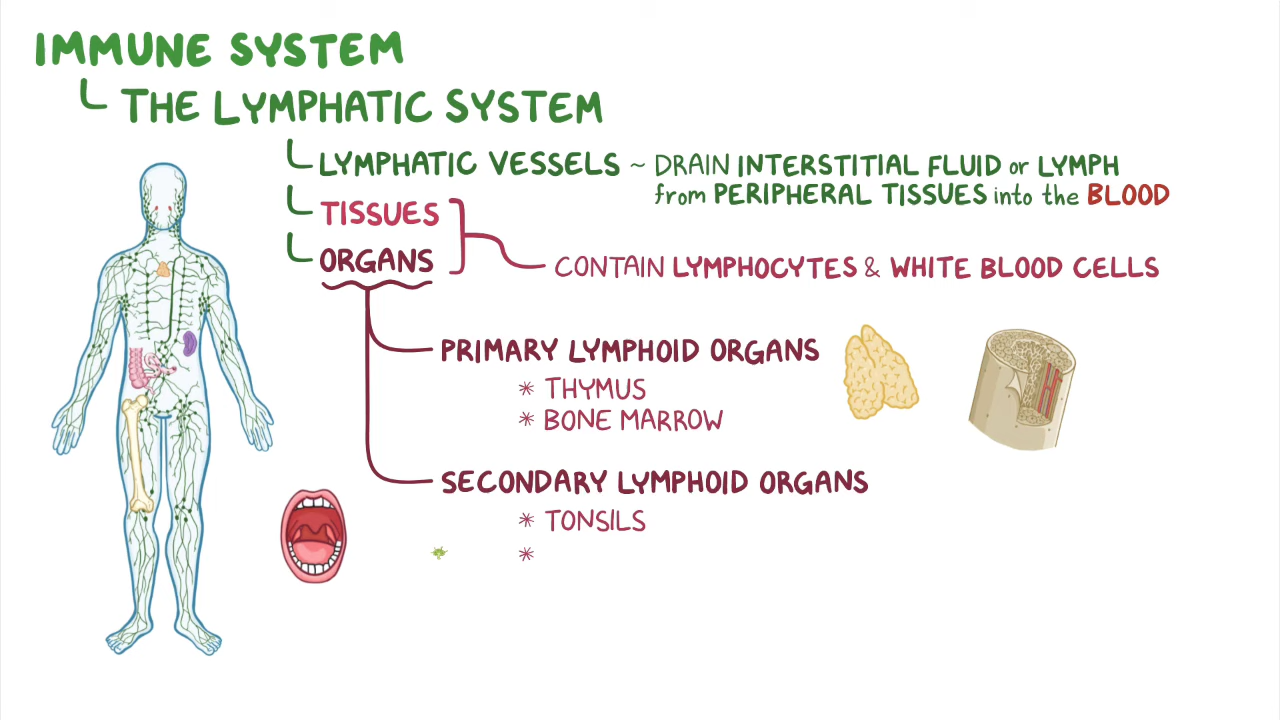 IMMUNE SYSTEM
THE LYMPHATIC SYSTEM
LYMPHATIC VESSELS ~ DRAIN INTERSTITIAL FLUID or LYMPH
from PERIPHERAL TISSUES into the BLOOD
TISSUES
ORGANS
CONTAIN LYMPHOCYTES & WHITE BLOOD CELLS
PRIMARY LYMPHOID ORGANS
* THYMUS
* BONE MARROW
SECONDARY LYMPHOID ORGANS
* TONSILS
*